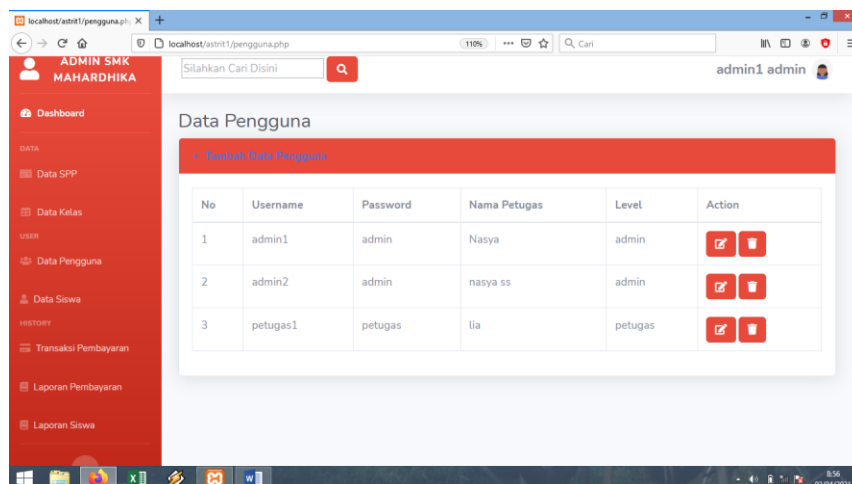 localhost/astrit1/pengguna.ph
localhost/astrit1/pengguna.php
110%
Cari
ADMIN SMK
MAHARDHIKA
Silahkan Cari Disini
admin1 admin
Dashboard
DATA
Data SPP
Data Kelas
USER
Data Pengguna
Data Siswa
HISTORY
Transaksi Pembayaran
Laporan Pembayaran
Laporan Siswa
Data Pengguna
+ Tambah Data Pengguna
No Username Password Nama Petugas Level Action
1 admin1 admin Nasya admin
2 admin2 admin nasya ss admin
3 petugas1 petugas lia petugas
8:56